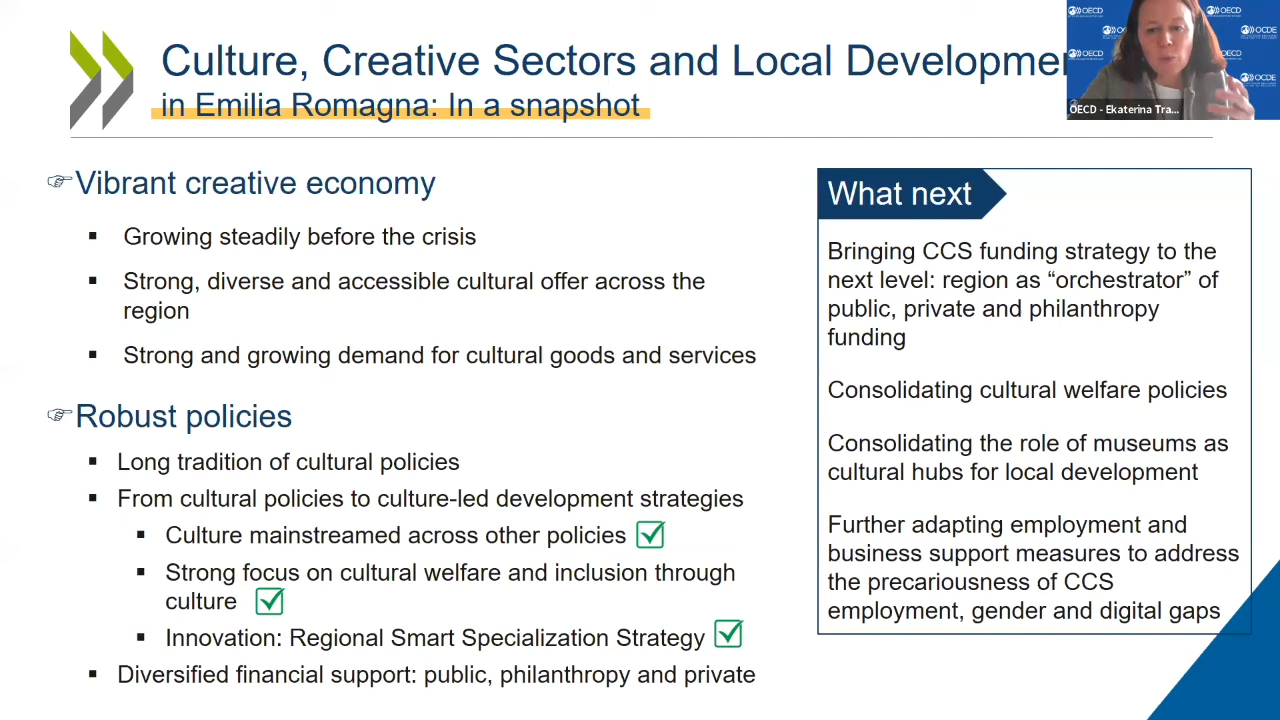 Culture, Creative Sectors and Local Developme
in Emilia Romagna: In a snapshot
OECD
OECD
OECD
OCDE
OECD
OECD
OCDE
OECD - Ekaterina Tra...
☞Vibrant creative economy
▪ Growing steadily before the crisis
▪ Strong, diverse and accessible cultural offer across the
region
▪ Strong and growing demand for cultural goods and services
☞Robust policies
▪ Long tradition of cultural policies
▪ From cultural policies to culture-led development strategies
▪ Culture mainstreamed across other policies
▪ Strong focus on cultural welfare and inclusion through
culture
▪ Innovation: Regional Smart Specialization Strategy
▪ Diversified financial support: public, philanthropy and private
What next
Bringing CCS funding strategy to the
next level: region as “orchestrator” of
public, private and philanthropy
funding
Consolidating cultural welfare policies
Consolidating the role of museums as
cultural hubs for local development
Further adapting employment and
business support measures to address
the precariousness of CCS
employment, gender and digital gaps